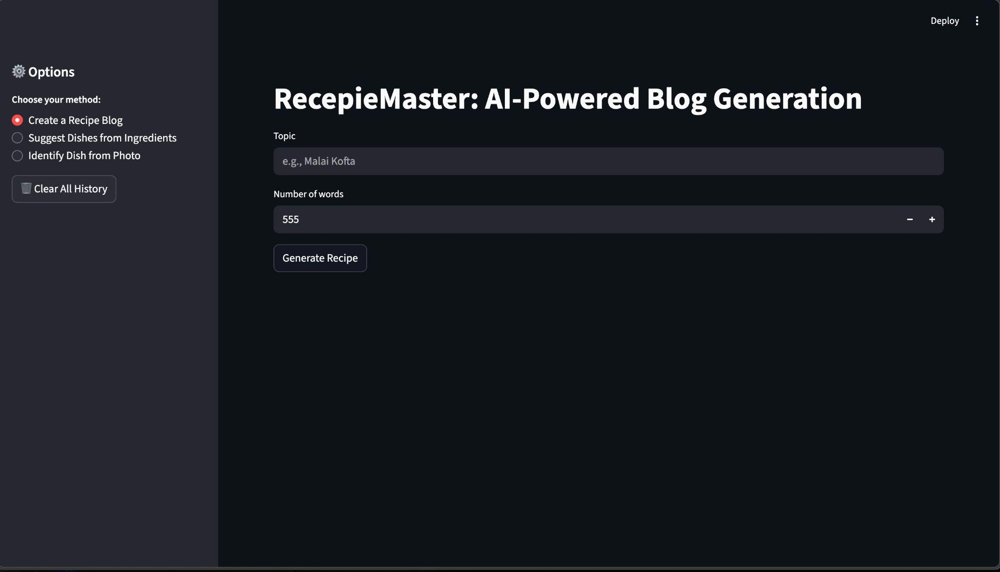 Deploy
Options
Choose your method:
Create a Recipe Blog
Suggest Dishes from Ingredients
Identify Dish from Photo
Clear All History
RecepieMaster: AI-Powered Blog Generation
Topic
e.g., Malai Kofta
Number of words
555
Generate Recipe